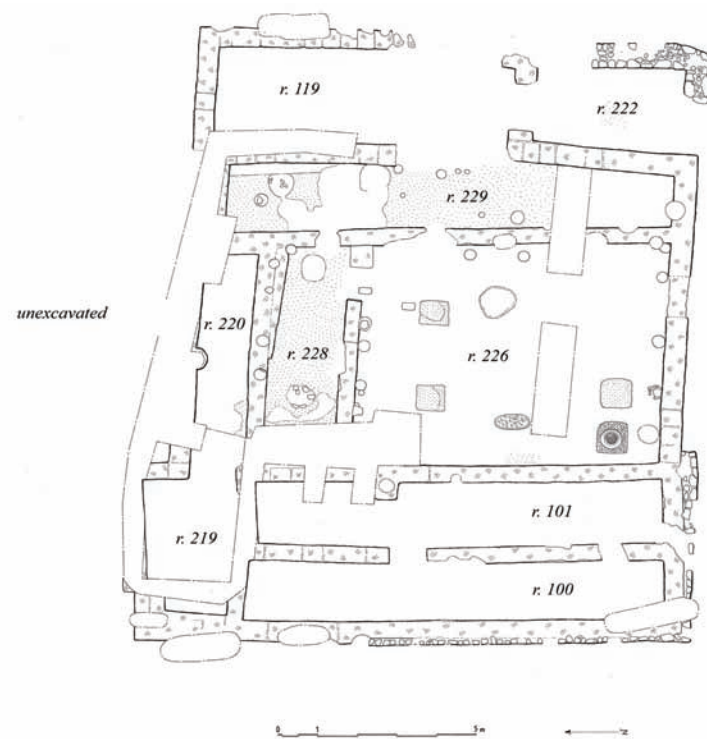 r. 119
r. 222
r. 229
unexcavated
r. 220
r. 228
r. 226
r. 101
r. 219
r. 100
0 1 5 m
N